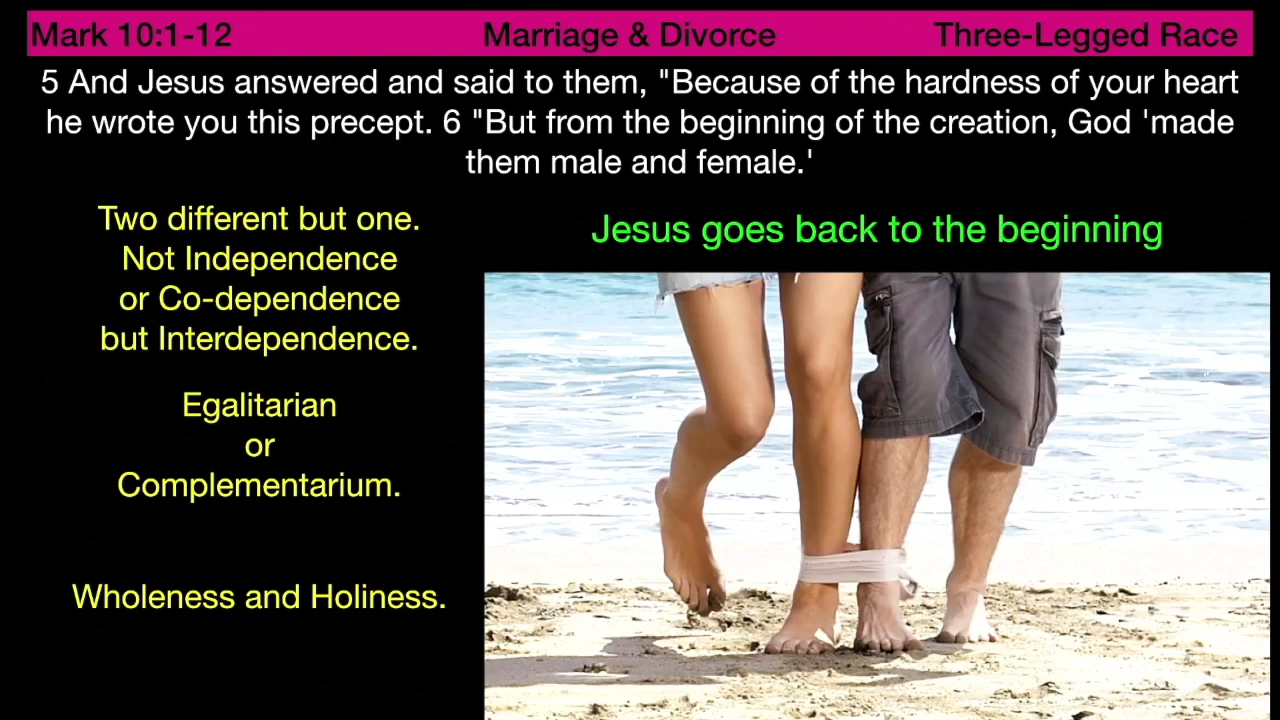 Mark 10:1-12 Marriage & Divorce Three-Legged Race
5 And Jesus answered and said to them, "Because of the hardness of your heart
he wrote you this precept. 6 "But from the beginning of the creation, God 'made
them male and female.'
Two different but one.
Not Independence
or Co-dependence
but Interdependence.
Egalitarian
or
Complementarium.
Wholeness and Holiness.
Jesus goes back to the beginning